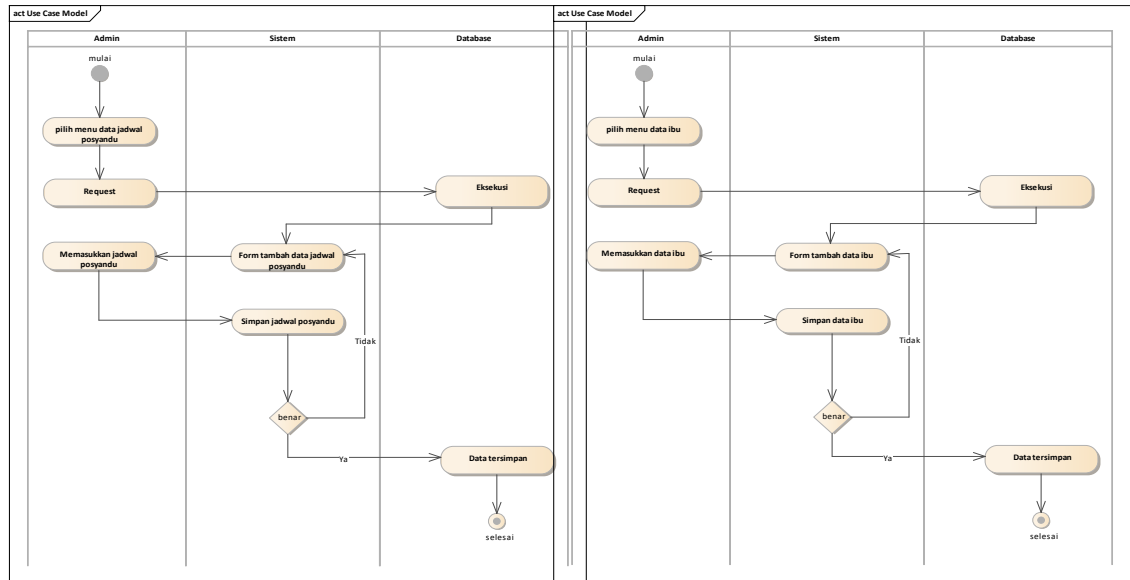 act Use Case Model
Admin
Sistem
Database
mulai
pilih menu data jadwal
posyandu
Request
Eksekusi
Memasukkan jadwal
posyandu
Form tambah data jadwal
posyandu
Simpan jadwal posyandu
Tidak
benar
Ya
Data tersimpan
selesai
act Use Case Model
Admin
Sistem
Database
mulai
pilih menu data ibu
Request
Eksekusi
Memasukkan data ibu
Form tambah data ibu
Simpan data ibu
Tidak
benar
Ya
Data tersimpan
selesai